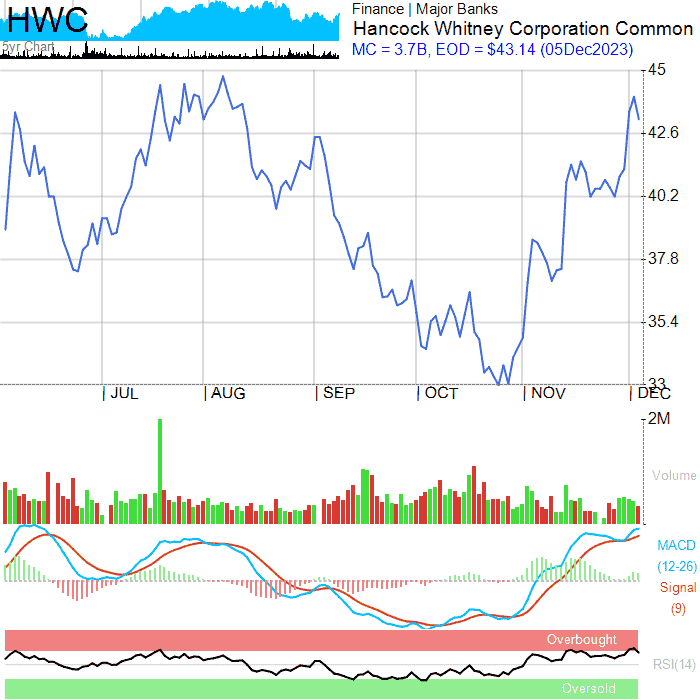 HWC
5yr Chart
Finance | Major Banks
Hancock Whitney Corporation Common
MC = 3.7B, EOD = $43.14 (05Dec2023)
45
42.6
40.2
37.8
35.4
33
JUL AUG SEP OCT NOV DEC
2M
Volume
MACD
(12-26)
Signal
(9)
Overbought
RSI(14)
Oversold